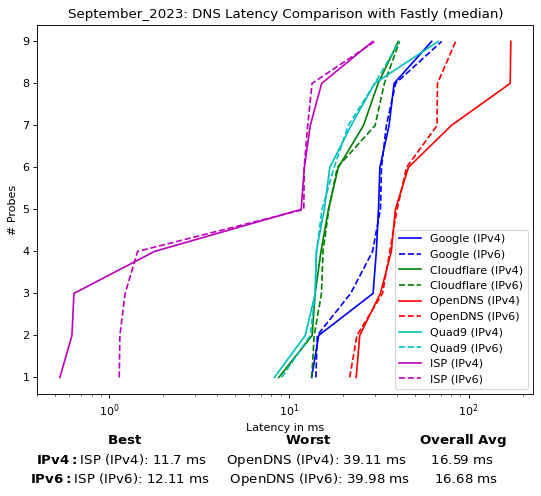 September_2023: DNS Latency Comparison with Fastly (median)
9
8
7
6
5
4
3
2
1
# Probes
Google (IPv4)
Google (IPv6)
Cloudflare (IPv4)
Cloudflare (IPv6)
OpenDNS (IPv4)
OpenDNS (IPv6)
Quad9 (IPv4)
Quad9 (IPv6)
ISP (IPv4)
ISP (IPv6)
10⁰ 10¹ 10²
Latency in ms
Best Worst Overall Avg
IPv4: ISP (IPv4): 11.7 ms OpenDNS (IPv4): 39.11 ms 16.59 ms
IPv6: ISP (IPv6): 12.11 ms OpenDNS (IPv6): 39.98 ms 16.68 ms